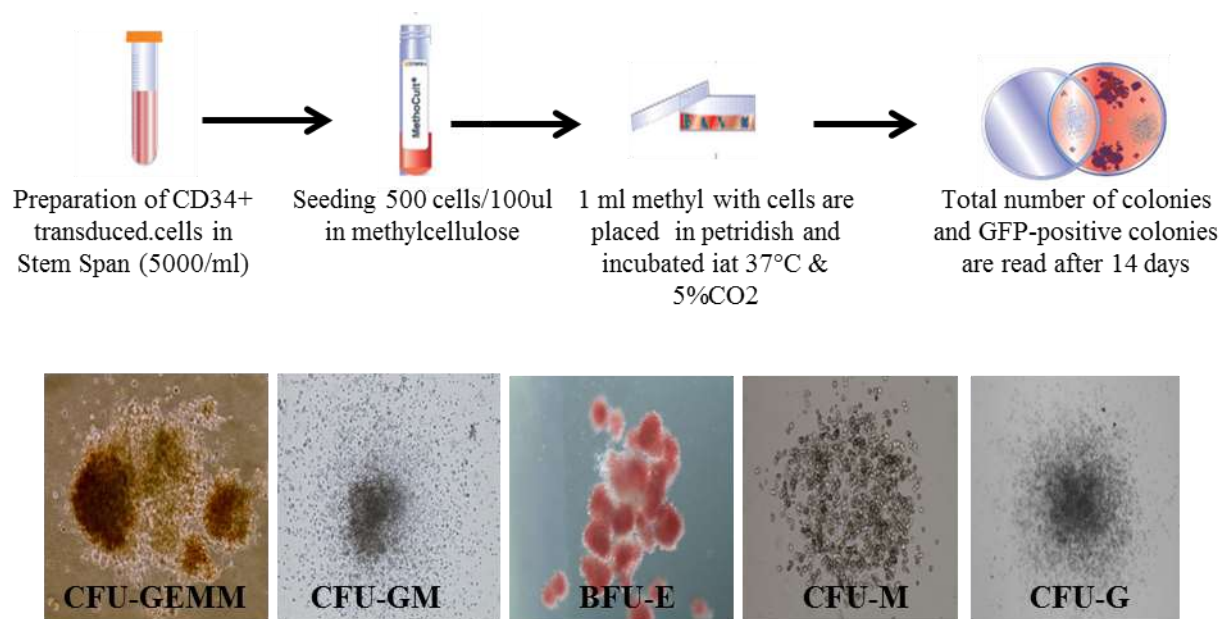 MethoCult®
Preparation of CD34+
transduced.cells in
Stem Span (5000/ml)
Seeding 500 cells/100ul
in methylcellulose
1 ml methyl with cells are
placed in petridish and
incubated iat 37°C &
5%CO2
Total number of colonies
and GFP-positive colonies
are read after 14 days
CFU-GEMM
CFU-GM
BFU-E
CFU-M
CFU-G